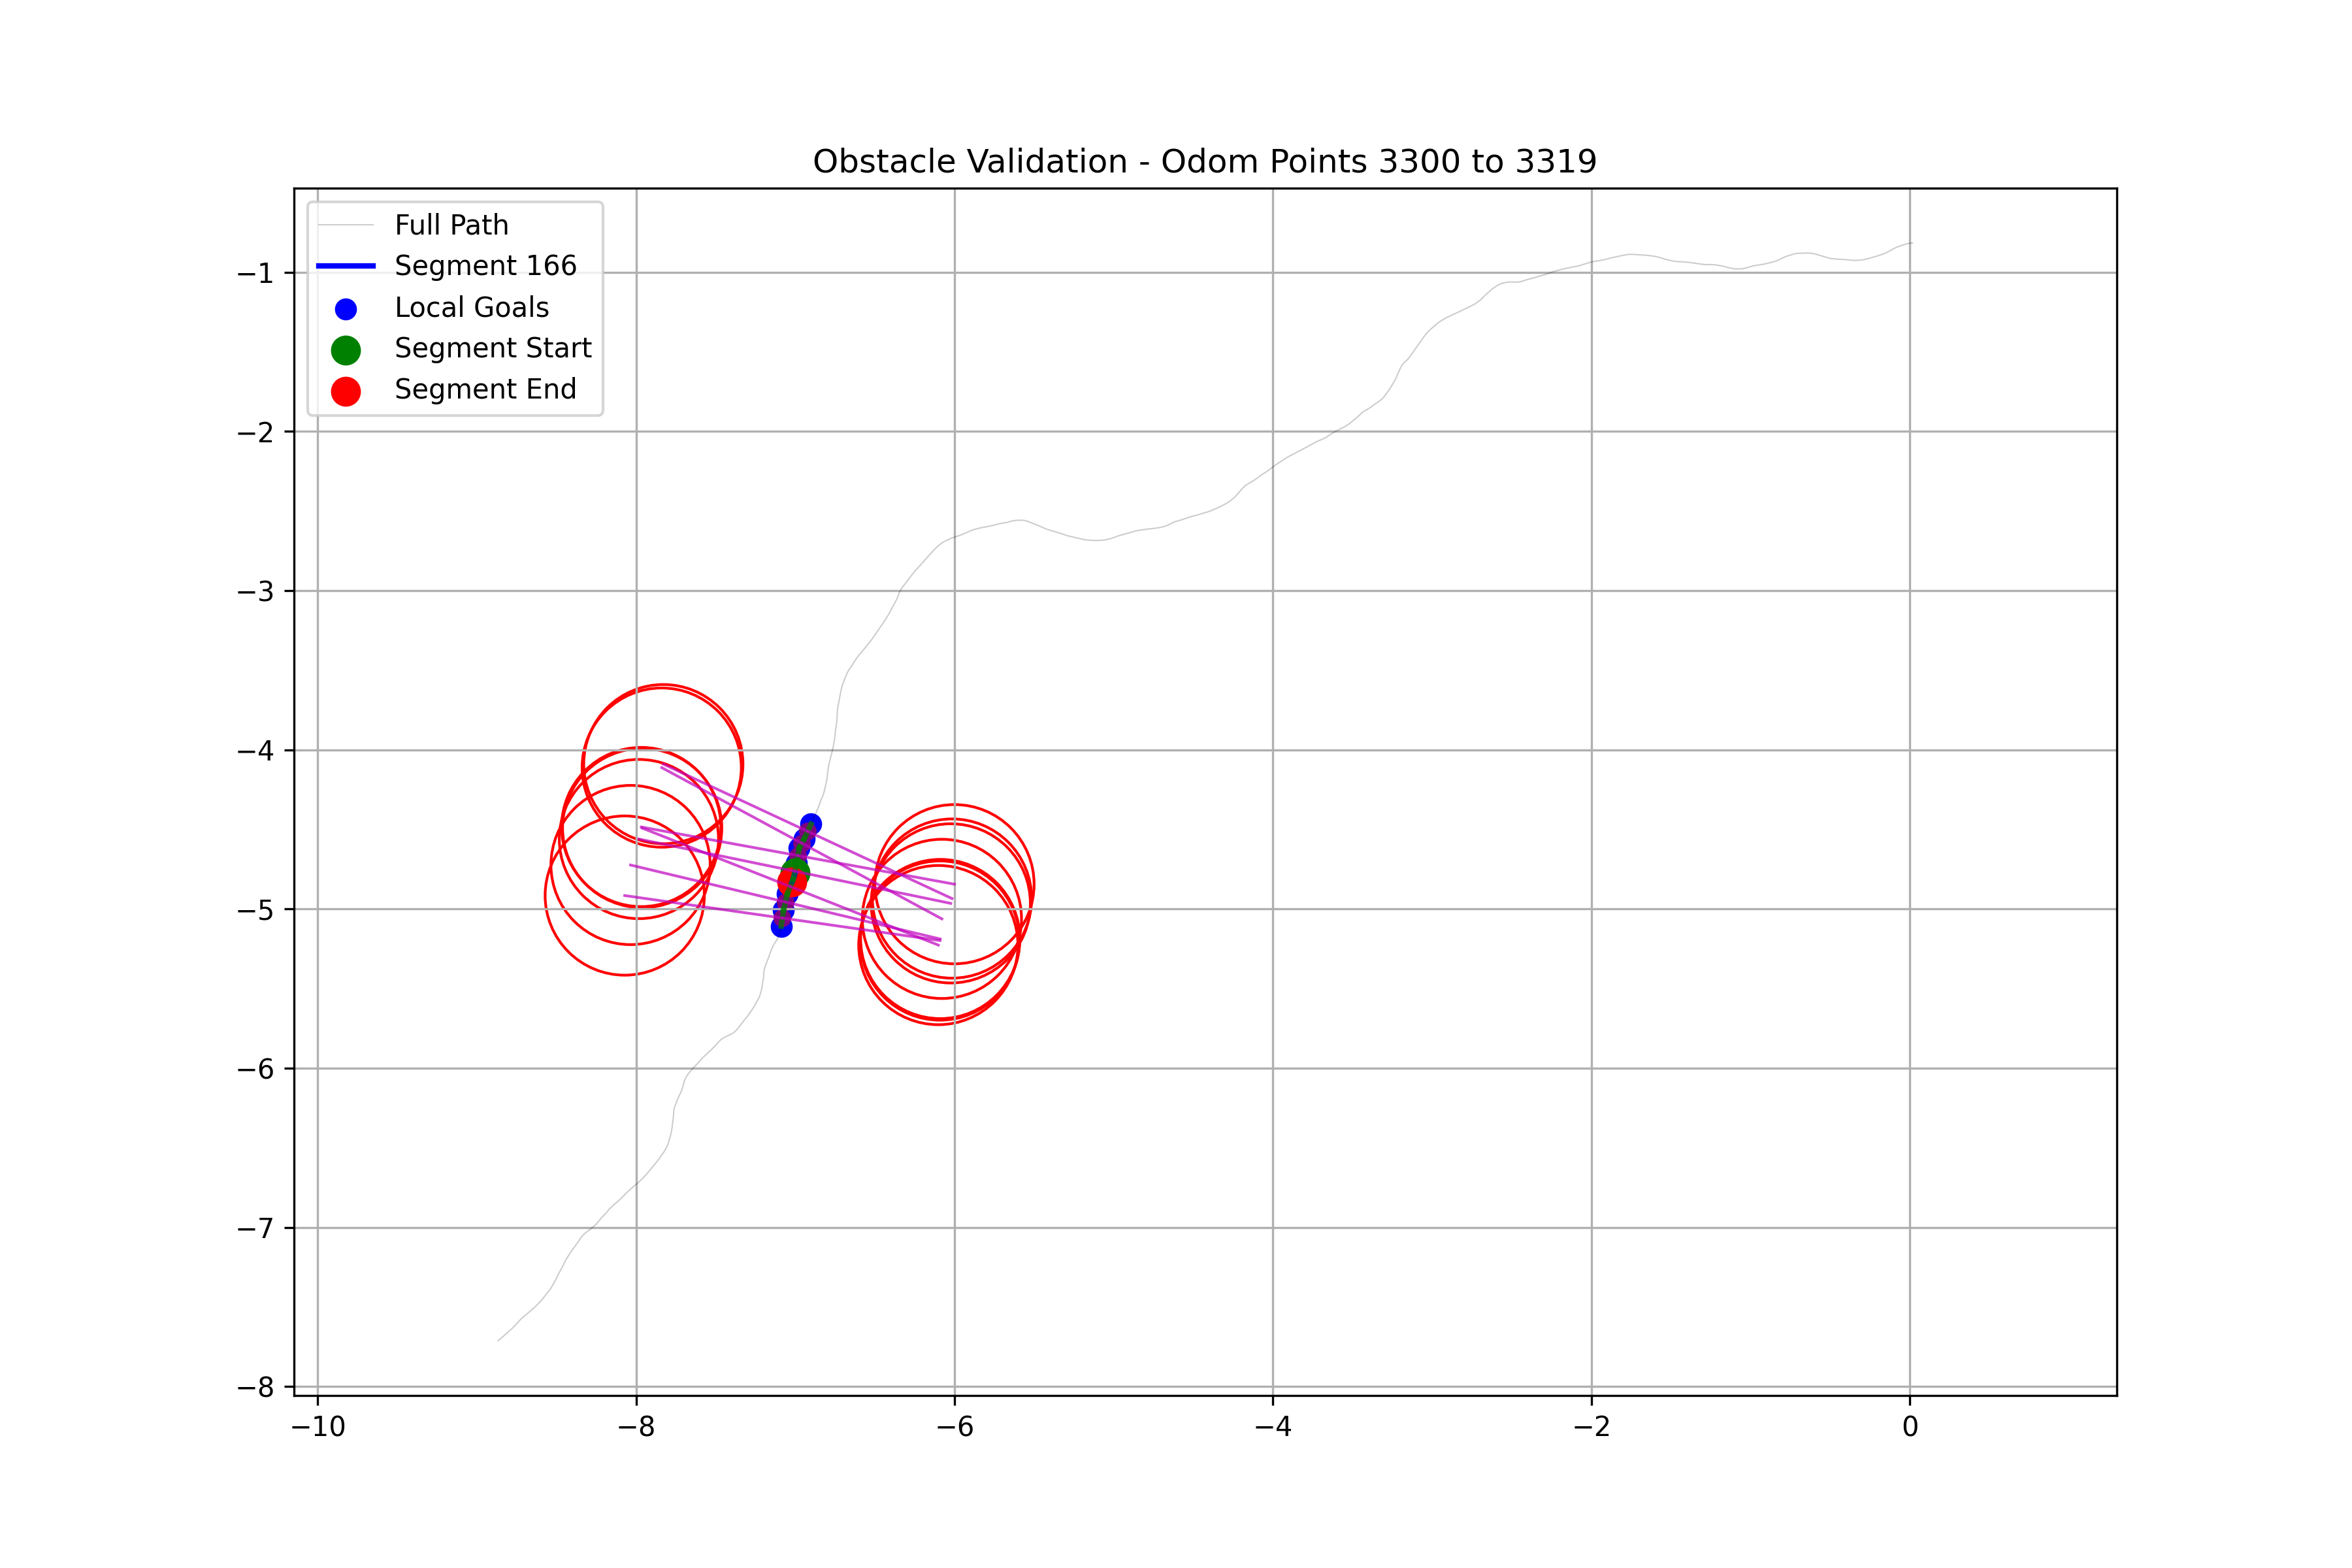 Obstacle Validation - Odom Points 3300 to 3319
Full Path
Segment 166
Local Goals
Segment Start
Segment End
−1
−2
−3
−4
−5
−6
−7
−8
−10
−8
−6
−4
−2
0